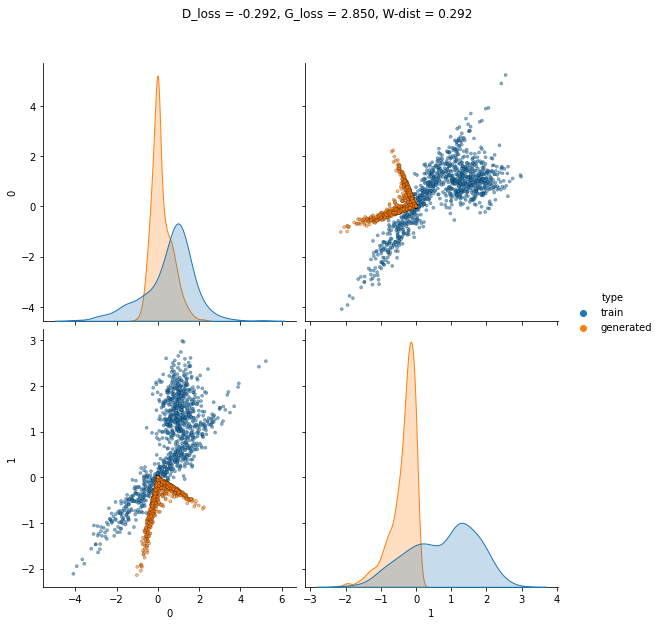 D_loss = -0.292, G_loss = 2.850, W-dist = 0.292
4
2
0
0
−2
−4
type
train
generated
3
2
1
1
0
−1
−2
−4 −2 0 2 4 6
0
−3 −2 −1 0 1 2 3 4
1